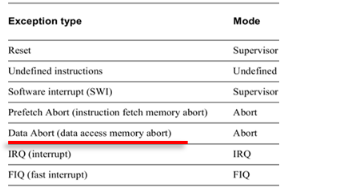 Exception type Mode
Reset Supervisor
Undefined instructions Undefined
Software interrupt (SWI) Supervisor
Prefetch Abort (instruction fetch memory abort) Abort
Data Abort (data access memory abort) Abort
IRQ (interrupt) IRQ
FIQ (fast interrupt) FIQ